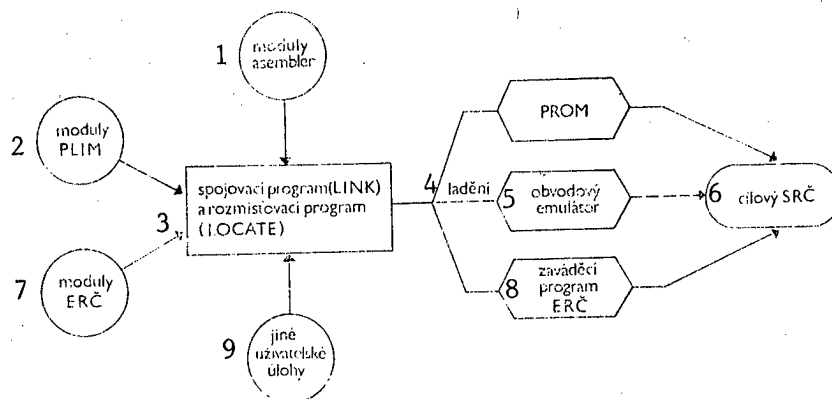 1
moduly
asembler
2
moduly
PLIM
3
spojovací program(LINK)
a rozmisťovací program
(LOCATE)
4
ladění
PROM
5
obvodový
emulátor
6
cílový SRČ
7
moduly
ERČ
8
zaváděcí
program
ERČ
9
jiné
uživatelské
úlohy